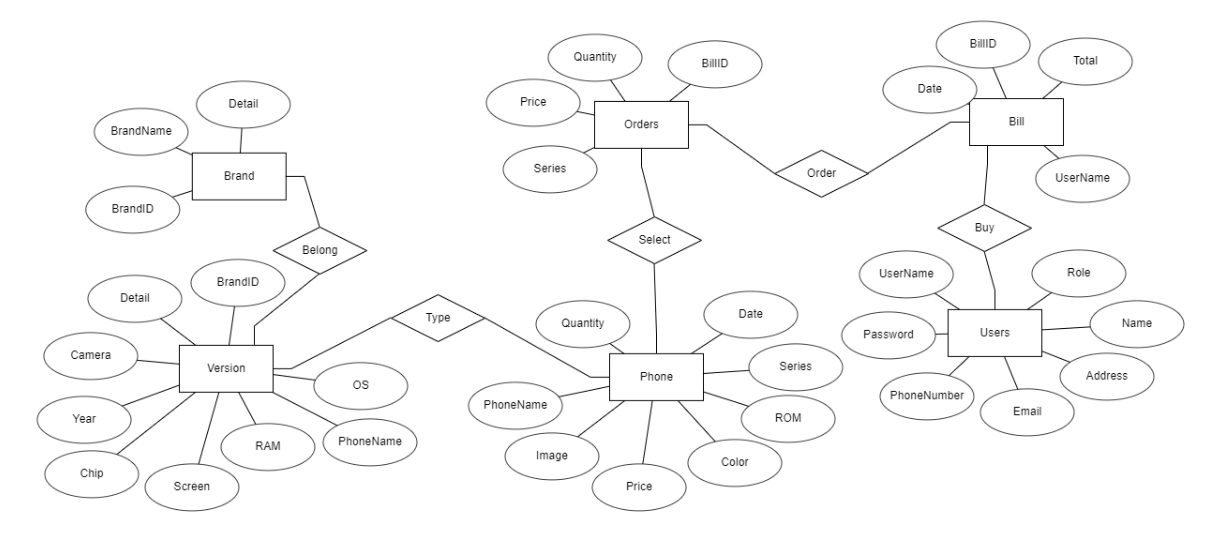 Quantity
BillID
Price
Orders
Series
BillID
Total
Date
Bill
UserName
Order
Detail
BrandName
Brand
BrandID
Belong
Select
Buy
BrandID
Detail
Camera
Version
OS
Year
PhoneName
RAM
Chip
Screen
Type
Quantity
Date
Series
Phone
PhoneName
ROM
Image
Color
Price
UserName
Role
Password
Users
Name
Address
PhoneNumber
Email